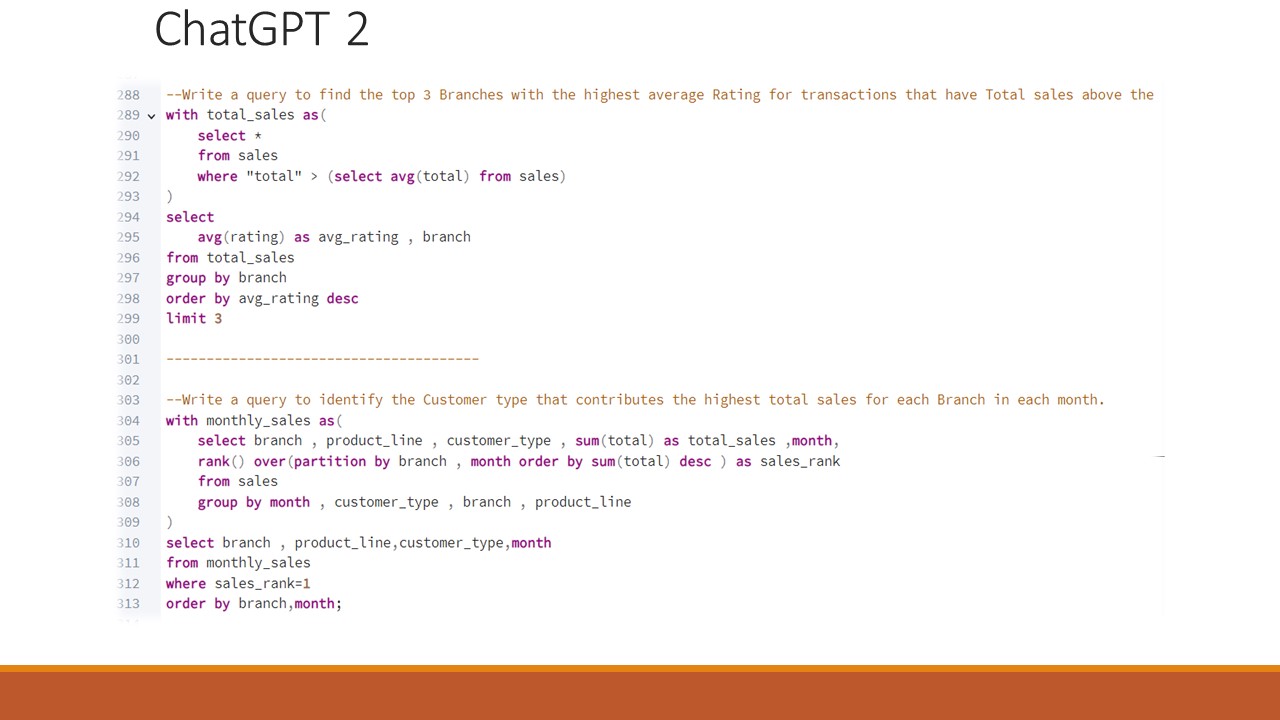 ChatGPT 2
288 --Write a query to find the top 3 Branches with the highest average Rating for transactions that have Total sales above the
289 with total_sales as(
290 select *
291 from sales
292 where "total" > (select avg(total) from sales)
293 )
294 select
295 avg(rating) as avg_rating , branch
296 from total_sales
297 group by branch
298 order by avg_rating desc
299 limit 3
300
301 ---------------------------------------
302
303 --Write a query to identify the Customer type that contributes the highest total sales for each Branch in each month.
304 with monthly_sales as(
305 select branch , product_line , customer_type , sum(total) as total_sales ,month,
306 rank() over(partition by branch , month order by sum(total) desc ) as sales_rank
307 from sales
308 group by month , customer_type , branch , product_line
309 )
310 select branch , product_line,customer_type,month
311 from monthly_sales
312 where sales_rank=1
313 order by branch,month;